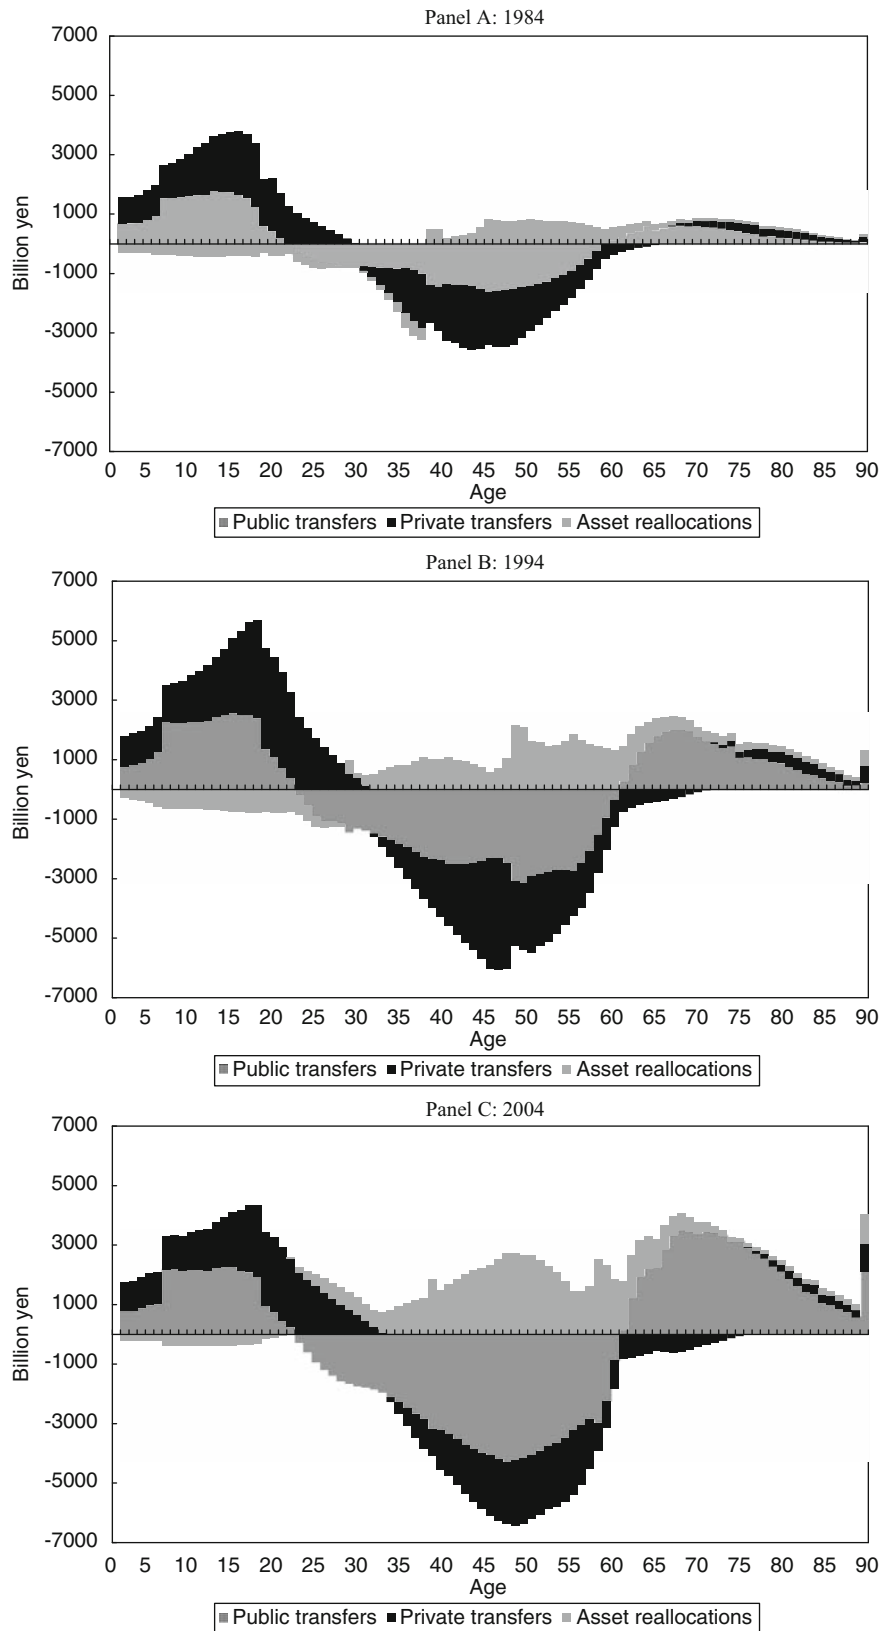 Panel A: 1984
7000
5000
3000
1000
-1000
-3000
-5000
-7000
Billion yen
0 5 10 15 20 25 30 35 40 45 50 55 60 65 70 75 80 85 90
Age
Public transfers Private transfers Asset reallocations
Panel B: 1994
7000
5000
3000
1000
-1000
-3000
-5000
-7000
Billion yen
0 5 10 15 20 25 30 35 40 45 50 55 60 65 70 75 80 85 90
Age
Public transfers Private transfers Asset reallocations
Panel C: 2004
7000
5000
3000
1000
-1000
-3000
-5000
-7000
Billion yen
0 5 10 15 20 25 30 35 40 45 50 55 60 65 70 75 80 85 90
Age
Public transfers Private transfers Asset reallocations